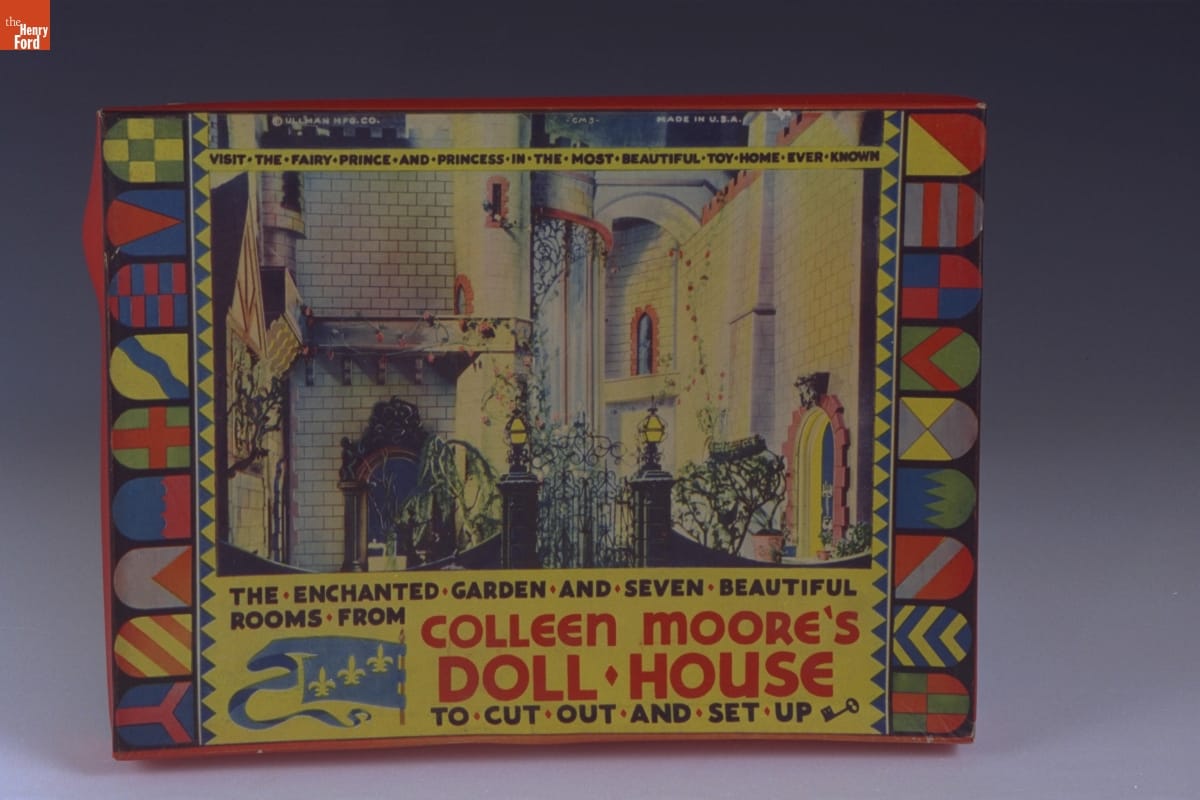 the
Henry
Ford
© ULLMAN MFG. CO. -CM3- MADE IN U.S.A.
VISIT·THE·FAIRY·PRINCE·AND·PRINCESS·IN·THE·MOST·BEAUTIFUL·TOY·HOME·EVER·KNOWN
THE·ENCHANTED·GARDEN·AND·SEVEN·BEAUTIFUL
ROOMS·FROM
COLLEEN MOORE'S
DOLL·HOUSE
TO·CUT·OUT·AND·SET·UP